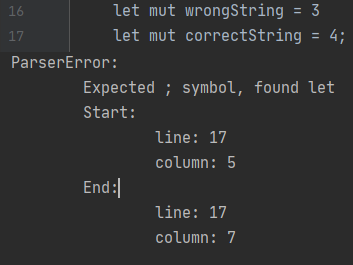 16 let mut wrongString = 3
17 let mut correctString = 4;
ParserError:
Expected ; symbol, found let
Start:
line: 17
column: 5
End:
line: 17
column: 7